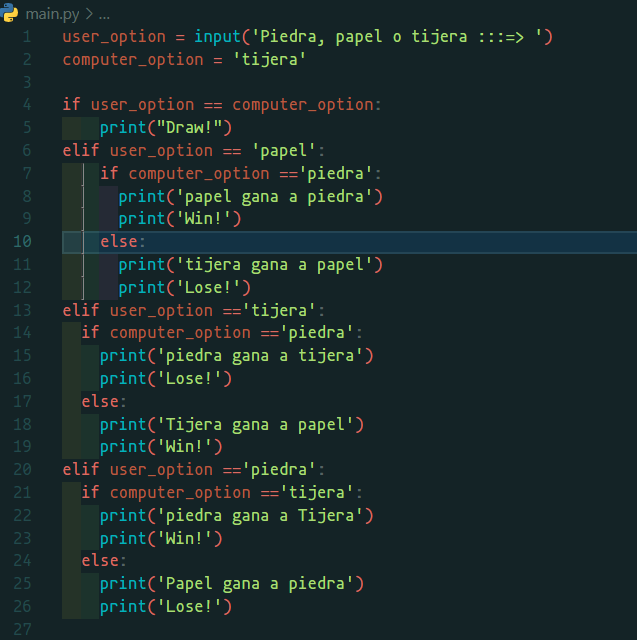 main.py > ...
1 user_option = input('Piedra, papel o tijera :::=> ')
2 computer_option = 'tijera'
3
4 if user_option == computer_option:
5     print("Draw!")
6 elif user_option == 'papel':
7     if computer_option =='piedra':
8       print('papel gana a piedra')
9       print('Win!')
10     else:
11       print('tijera gana a papel')
12       print('Lose!')
13 elif user_option =='tijera':
14   if computer_option =='piedra':
15     print('piedra gana a tijera')
16     print('Lose!')
17   else:
18     print('Tijera gana a papel')
19     print('Win!')
20 elif user_option =='piedra':
21   if computer_option =='tijera':
22     print('piedra gana a Tijera')
23     print('Win!')
24   else:
25     print('Papel gana a piedra')
26     print('Lose!')
27